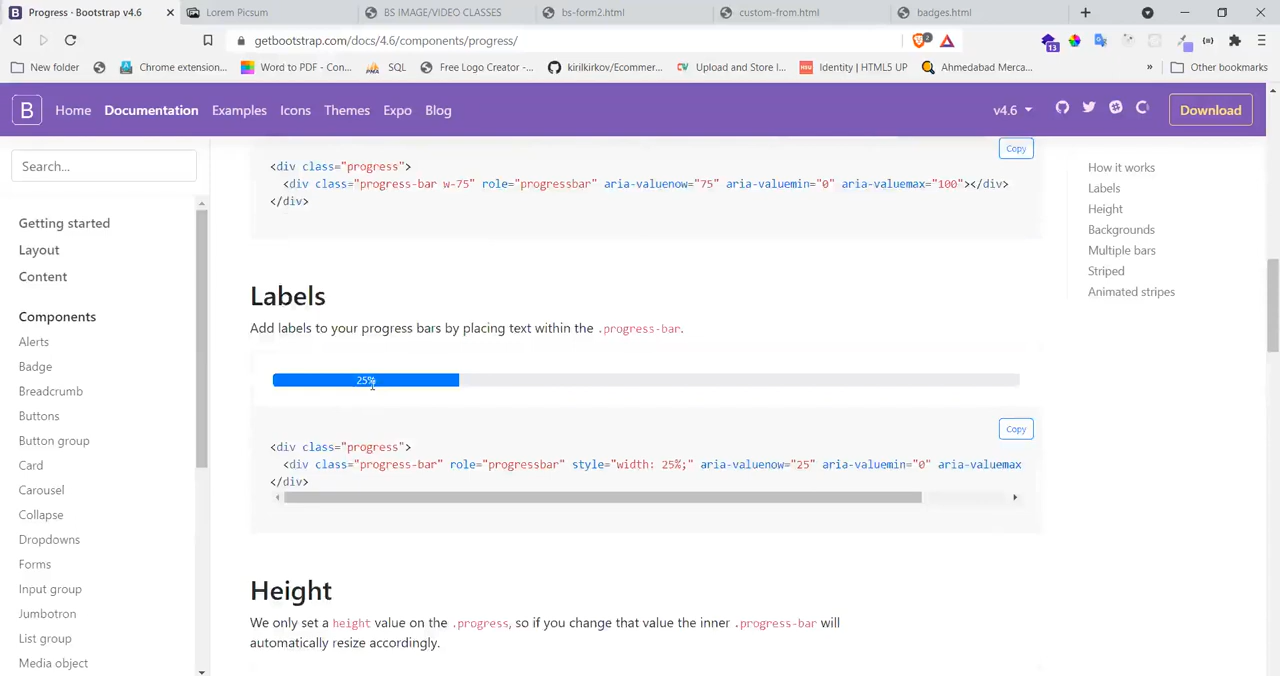 Progress · Bootstrap v4.6
Lorem Picsum
BS IMAGE/VIDEO CLASSES
bs-form2.html
custom-from.html
badges.html
getbootstrap.com/docs/4.6/components/progress/
2
13
New folder
Chrome extension...
Word to PDF - Con...
SQL
Free Logo Creator -...
kirilkirkov/Ecommer...
Upload and Store I...
Identity | HTML5 UP
Ahmedabad Merca...
»
Other bookmarks
B
Home
Documentation
Examples
Icons
Themes
Expo
Blog
v4.6
Download
Search...
Getting started
Layout
Content
Components
Alerts
Badge
Breadcrumb
Buttons
Button group
Card
Carousel
Collapse
Dropdowns
Forms
Input group
Jumbotron
List group
Media object
Copy
<div class="progress">
<div class="progress-bar w-75" role="progressbar" aria-valuenow="75" aria-valuemin="0" aria-valuemax="100"></div>
</div>
Labels
Add labels to your progress bars by placing text within the .progress-bar.
25%
Copy
<div class="progress">
<div class="progress-bar" role="progressbar" style="width: 25%;" aria-valuenow="25" aria-valuemin="0" aria-valuemax
</div>
Height
We only set a height value on the .progress, so if you change that value the inner .progress-bar will
automatically resize accordingly.
How it works
Labels
Height
Backgrounds
Multiple bars
Striped
Animated stripes